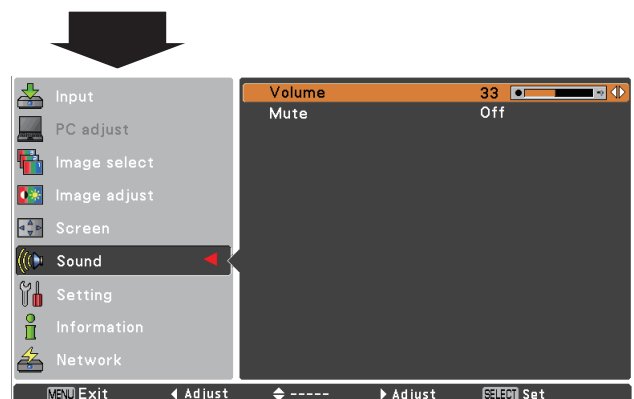 Input
PC adjust
Image select
Image adjust
Screen
Sound
Setting
Information
Network
Volume 33
Mute Off
MENU Exit ◀ Adjust ◆ ----- ▶ Adjust SELECT Set